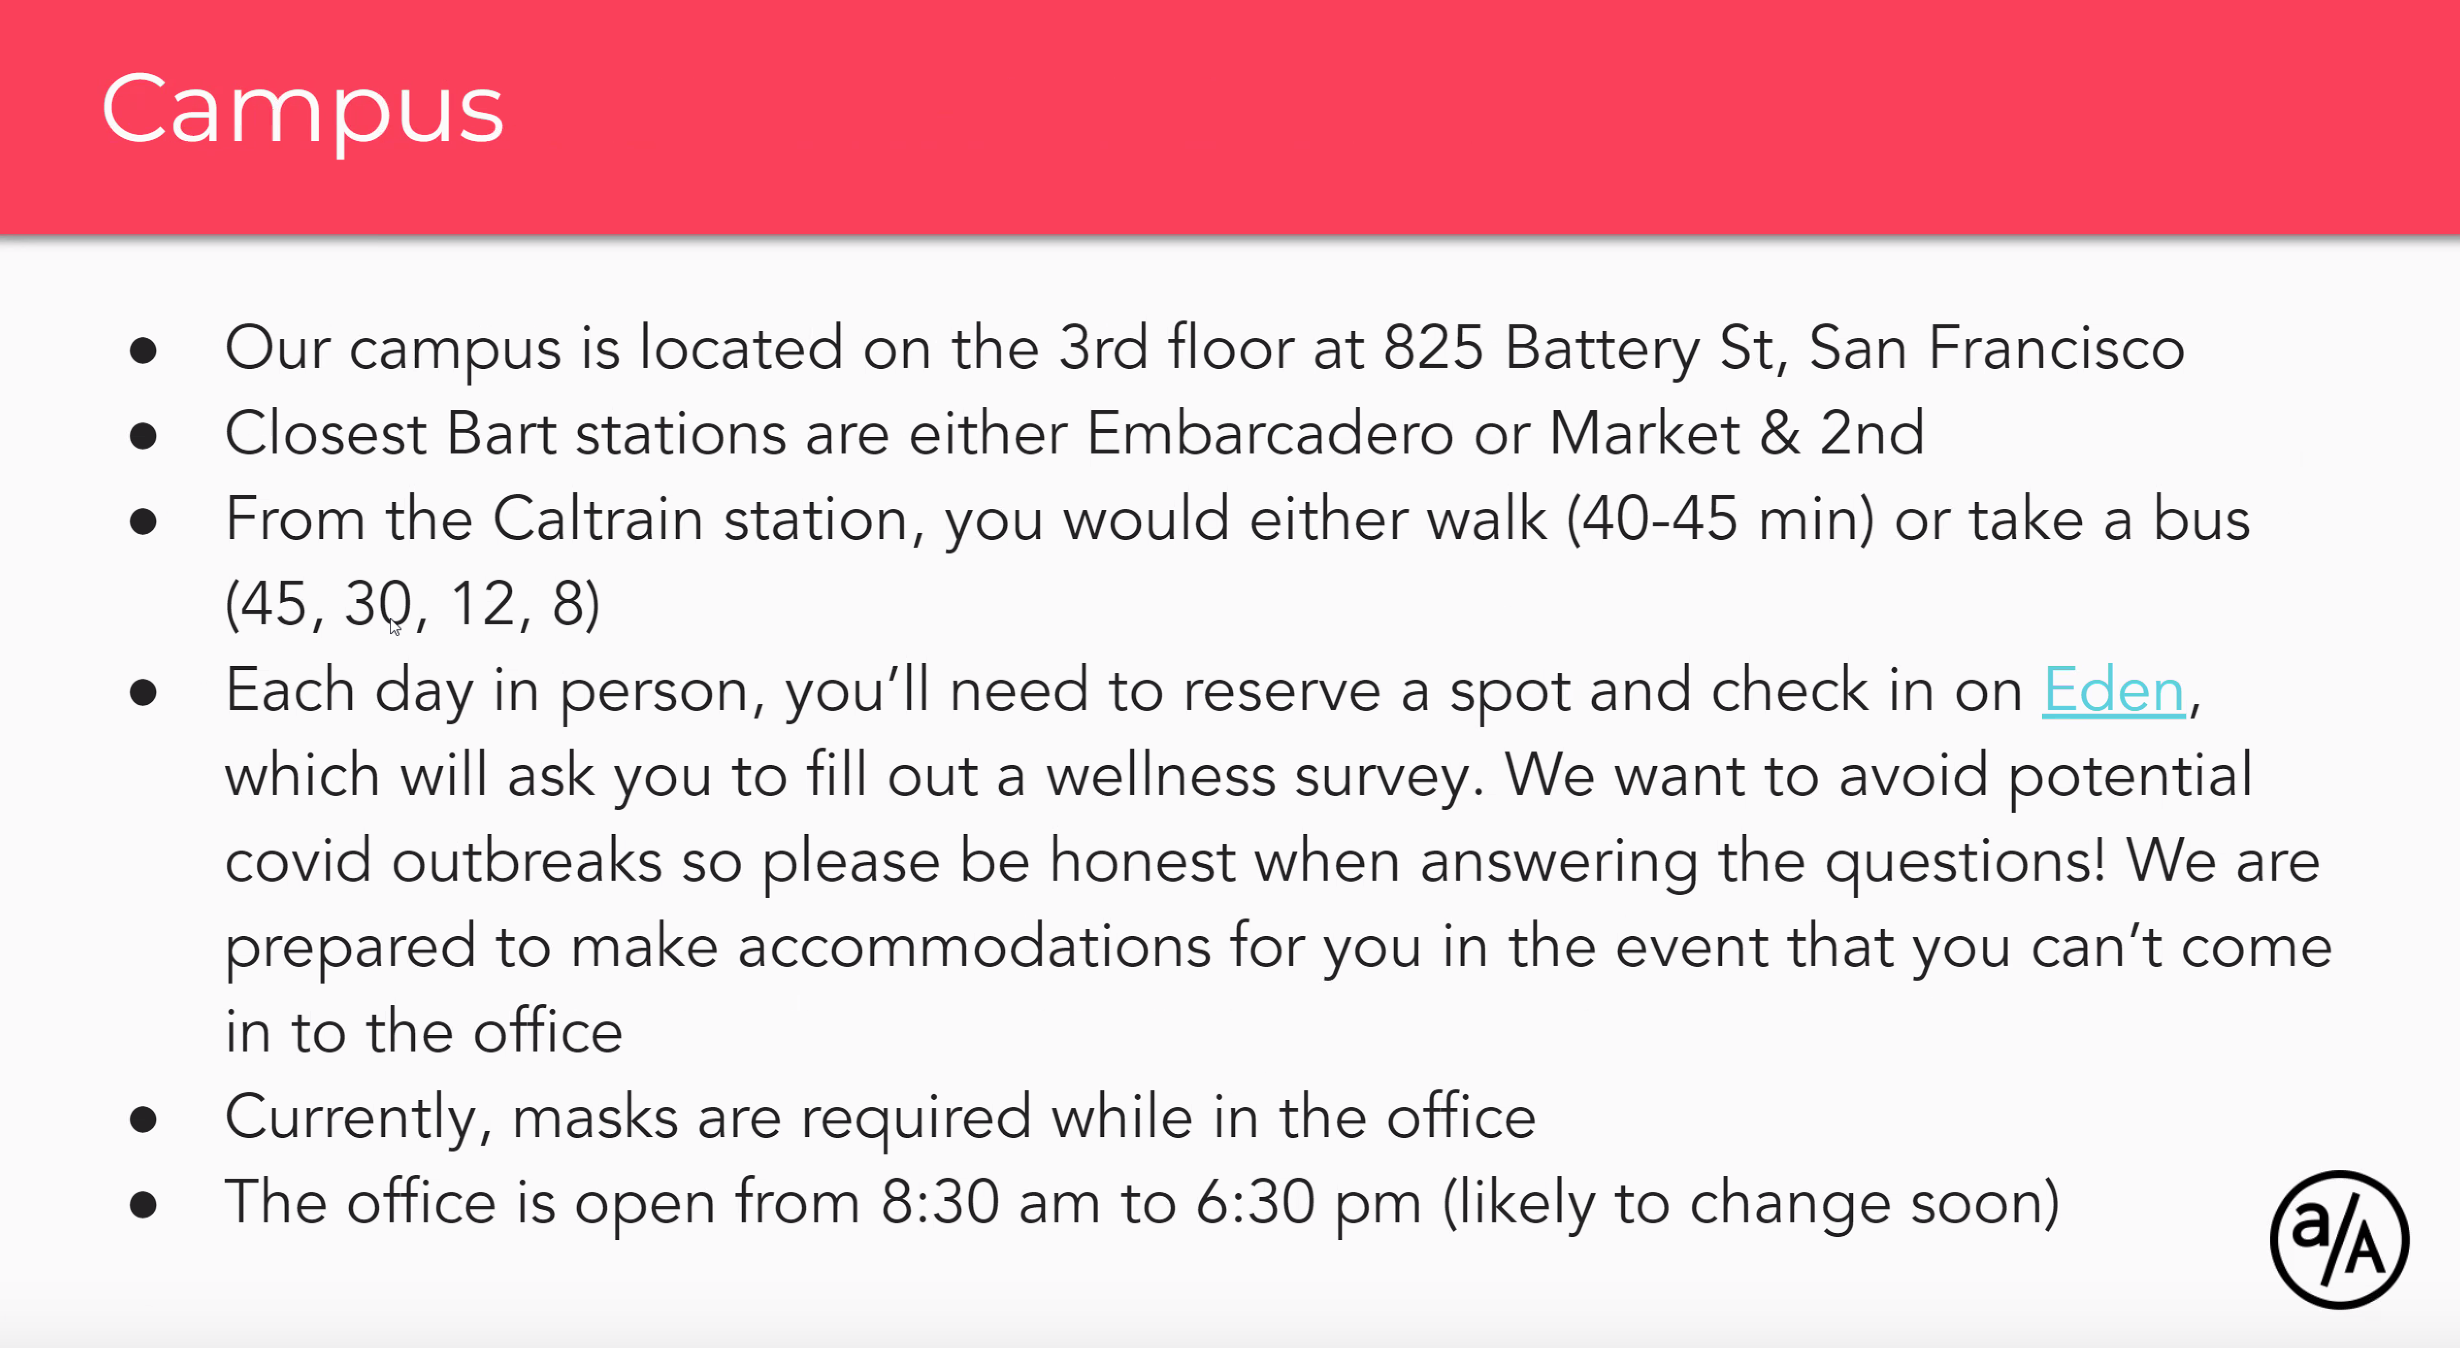 Campus
● Our campus is located on the 3rd floor at 825 Battery St, San Francisco
● Closest Bart stations are either Embarcadero or Market & 2nd
● From the Caltrain station, you would either walk (40-45 min) or take a bus
(45, 30, 12, 8)
● Each day in person, you’ll need to reserve a spot and check in on Eden,
which will ask you to fill out a wellness survey. We want to avoid potential
covid outbreaks so please be honest when answering the questions! We are
prepared to make accommodations for you in the event that you can’t come
in to the office
● Currently, masks are required while in the office
● The office is open from 8:30 am to 6:30 pm (likely to change soon)
a/A